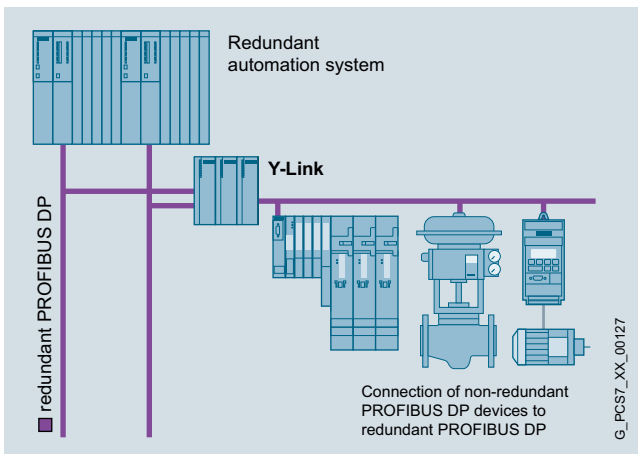 Redundant
automation system
Y-Link
redundant PROFIBUS DP
Connection of non-redundant
PROFIBUS DP devices to
redundant PROFIBUS DP
G_PCS7_XX_00127